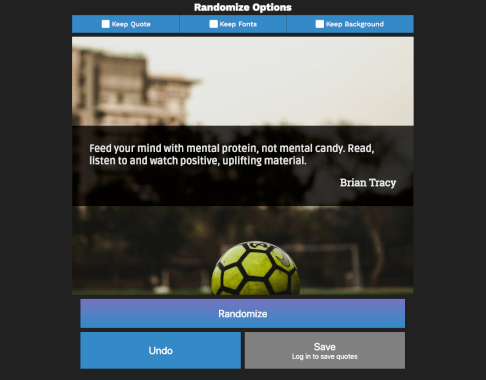 Randomize Options
Keep Quote
Keep Fonts
Keep Background
Feed your mind with mental protein, not mental candy. Read,
listen to and watch positive, uplifting material.
Brian Tracy
Randomize
Undo
Save
Log in to save quotes